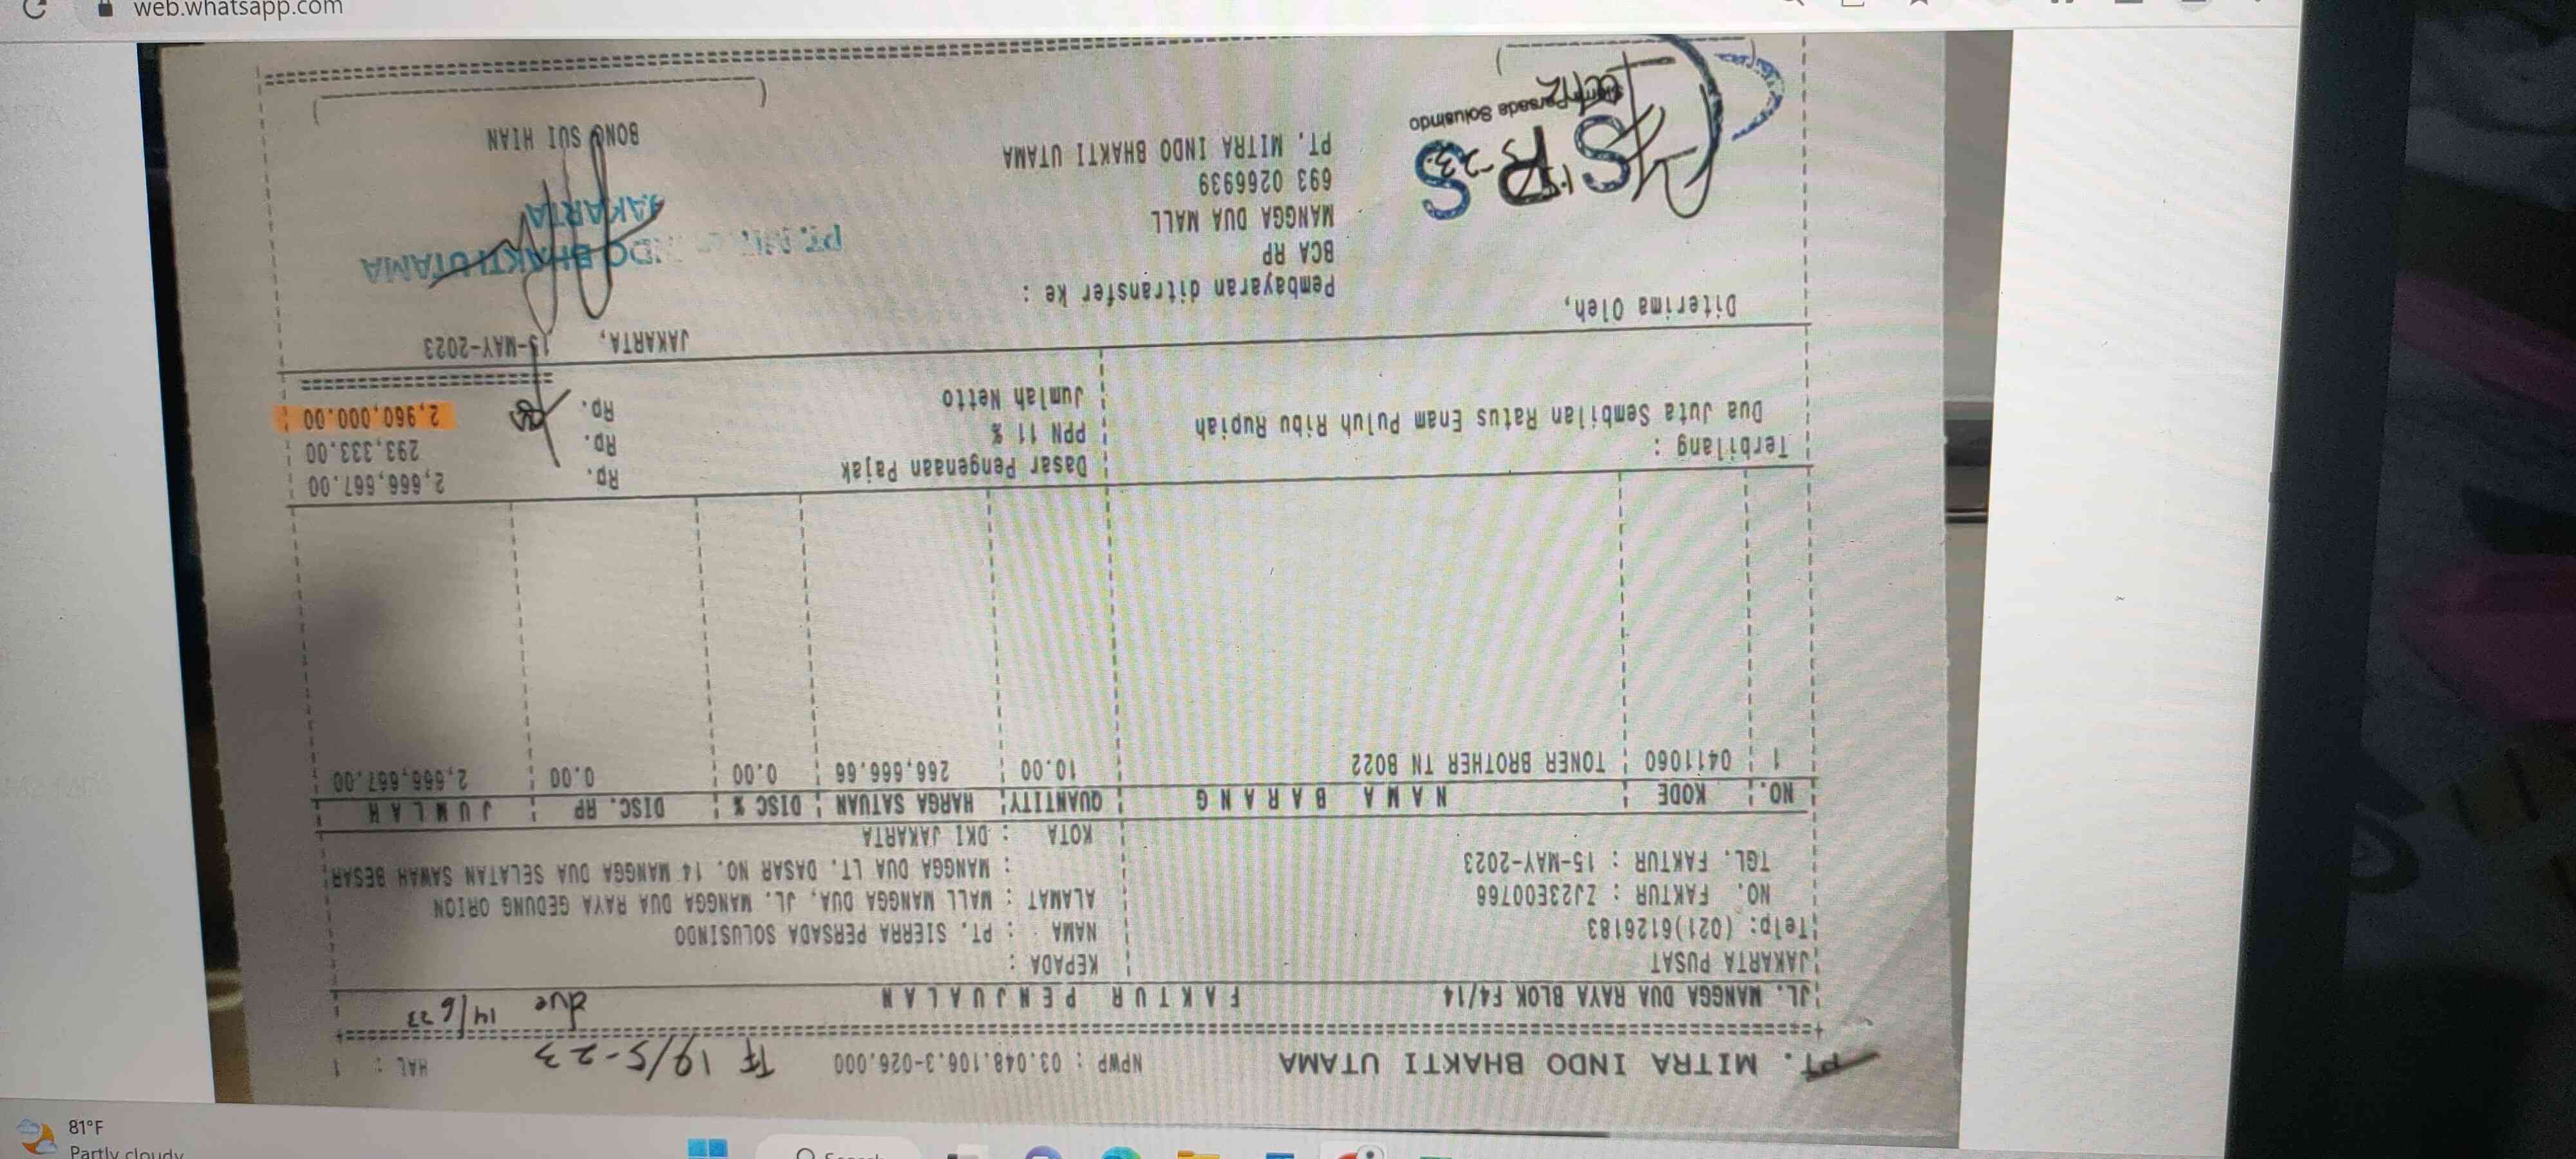 web.whatsapp.com
PT. MITRA INDO BHAKTI UTAMA NPWP : 03.048.106.3-026.000 TF 19/5-23 HAL : 1
JL. MANGGA DUA RAYA BLOK F4/14 FAKTUR PENJUALAN due 14/6 23
JAKARTA PUSAT KEPADA :
Telp: (021)6126183 NAMA : PT. SIERRA PERSADA SOLUSINDO
NO. FAKTUR : ZJ23E00766 ALAMAT : MALL MANGGA DUA, JL. MANGGA DUA RAYA GEDUNG ORION
TGL. FAKTUR : 15-MAY-2023 : MANGGA DUA LT. DASAR NO. 14 MANGGA DUA SELATAN SAWAH BESAR
KOTA : DKI JAKARTA
NO. KODE NAMA BARANG QUANTITY HARGA SATUAN DISC % DISC. RP JUMLAH
1 0411060 TONER BROTHER TN B022 10.00 266,666.66 0.00 0.00 2,666,667.00
Terbilang : Dasar Pengenaan Pajak Rp. 2,666,667.00
Dua Juta Sembilan Ratus Enam Puluh Ribu Rupiah PPN 11 % Rp. 293,333.00
Jumlah Netto Rp. 2,960,000.00
JAKARTA, 15-MAY-2023
Diterima Oleh, Pembayaran ditransfer ke :
BCA RP
MANGGA DUA MALL
693 0266939
PT. MITRA INDO BHAKTI UTAMA
BHAKTI UTAMA
JAKARTA
BONG SUI HIAN
SPS
Persada Solusindo
81°F
Partly cloudy
Search